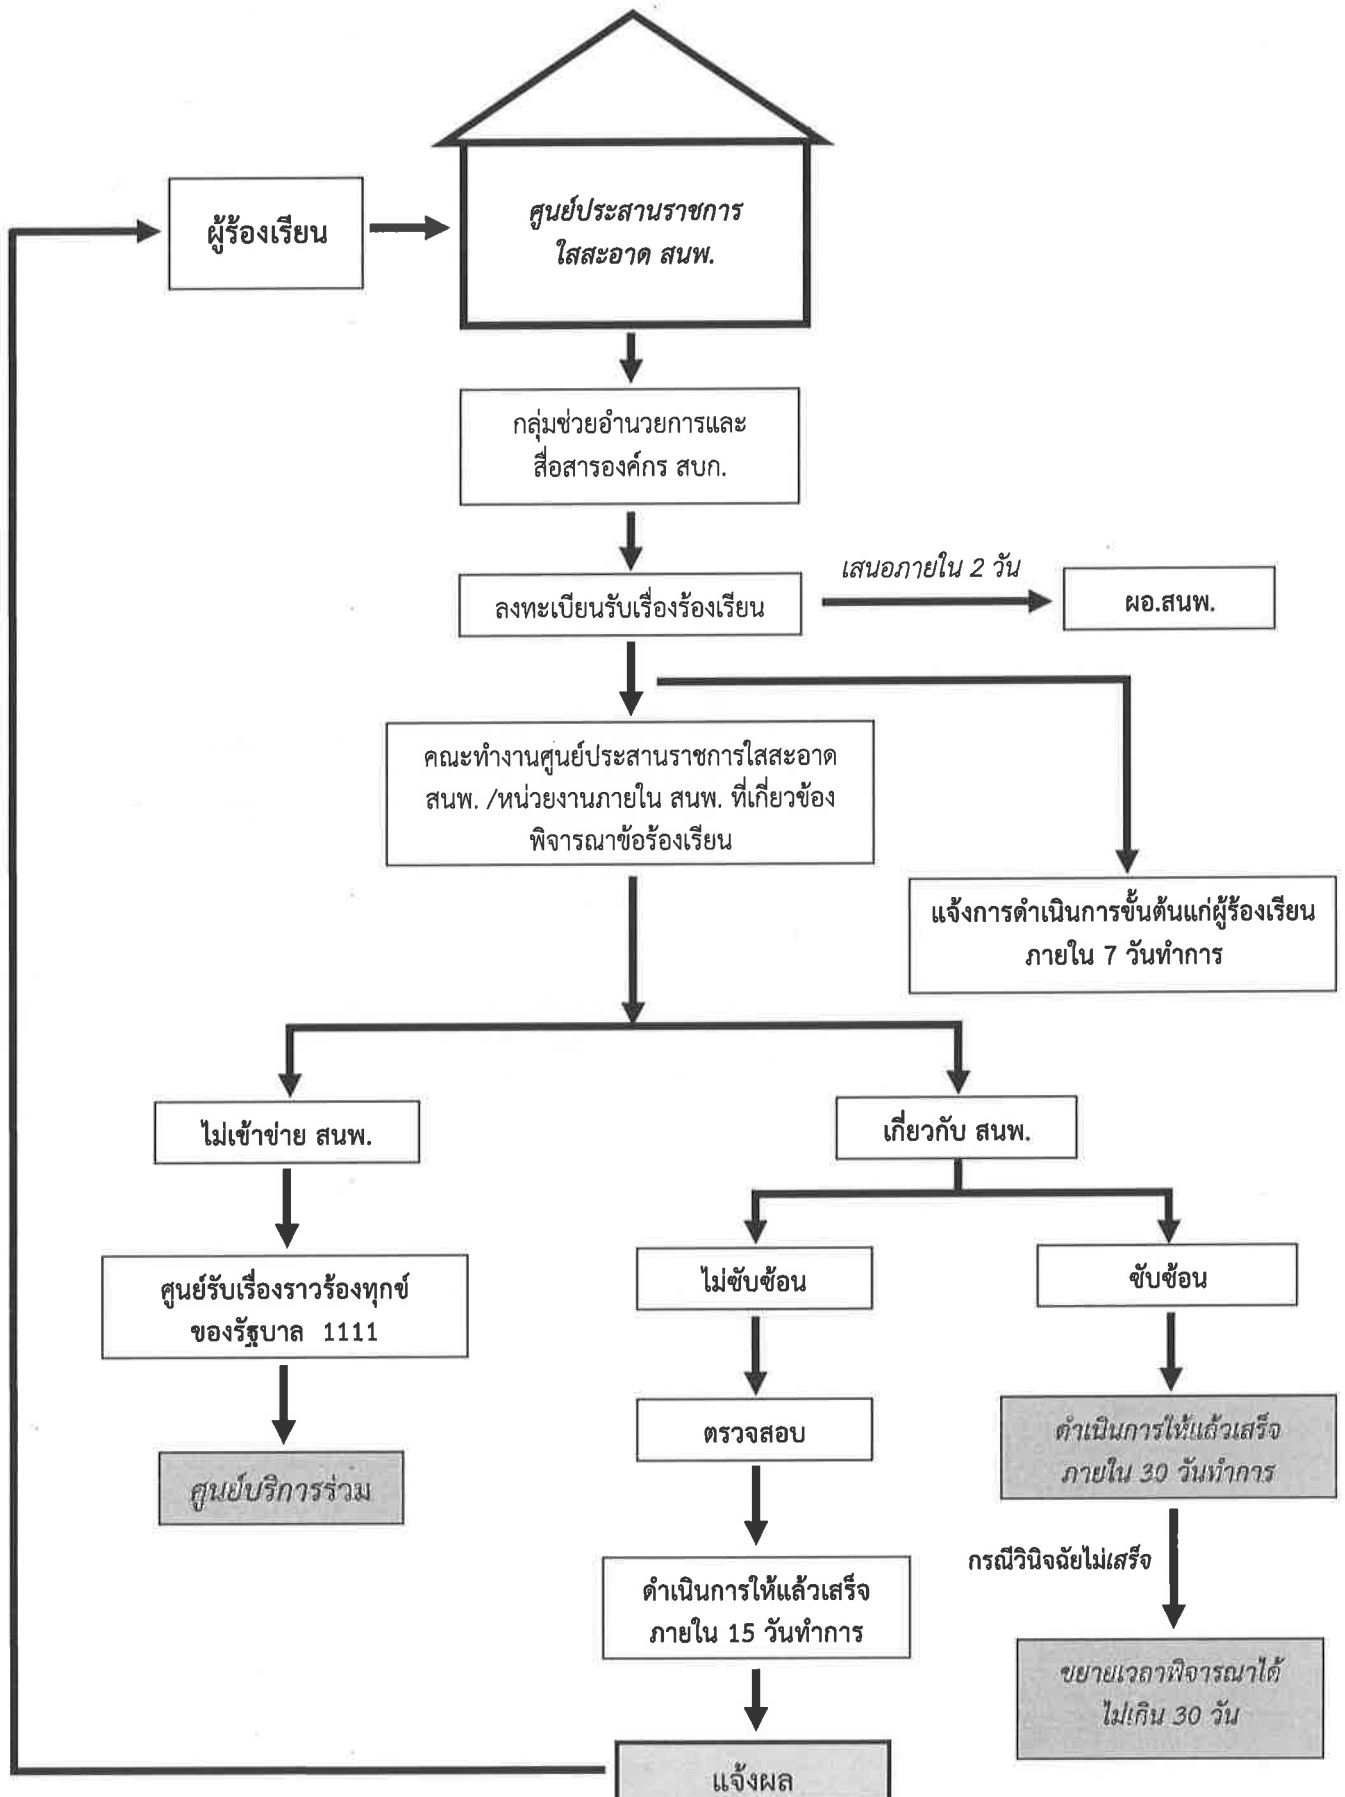 ศูนย์ประสานราชการ
ใสสะอาด สนพ.
ผู้ร้องเรียน
กลุ่มช่วยอำนวยการและ
สื่อสารองค์กร สบก.
เสนอภายใน 2 วัน
ลงทะเบียนรับเรื่องร้องเรียน
ผอ.สนพ.
คณะทำงานศูนย์ประสานราชการใสสะอาด
สนพ. /หน่วยงานภายใน สนพ. ที่เกี่ยวข้อง
พิจารณาข้อร้องเรียน
แจ้งการดำเนินการขั้นต้นแก่ผู้ร้องเรียน
ภายใน 7 วันทำการ
ไม่เข้าข่าย สนพ.
เกี่ยวกับ สนพ.
ศูนย์รับเรื่องราวร้องทุกข์
ของรัฐบาล 1111
ไม่ซับซ้อน
ซับซ้อน
ศูนย์บริการร่วม
ตรวจสอบ
ดำเนินการให้แล้วเสร็จ
ภายใน 30 วันทำการ
กรณีวินิจฉัยไม่เสร็จ
ดำเนินการให้แล้วเสร็จ
ภายใน 15 วันทำการ
ขยายเวลาพิจารณาได้
ไม่เกิน 30 วัน
แจ้งผล